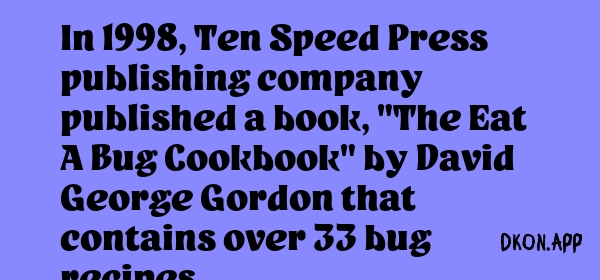 In 1998, Ten Speed Press
publishing company
published a book, "The Eat
A Bug Cookbook" by David
George Gordon that
contains over 33 bug
recipes
DKON.APP